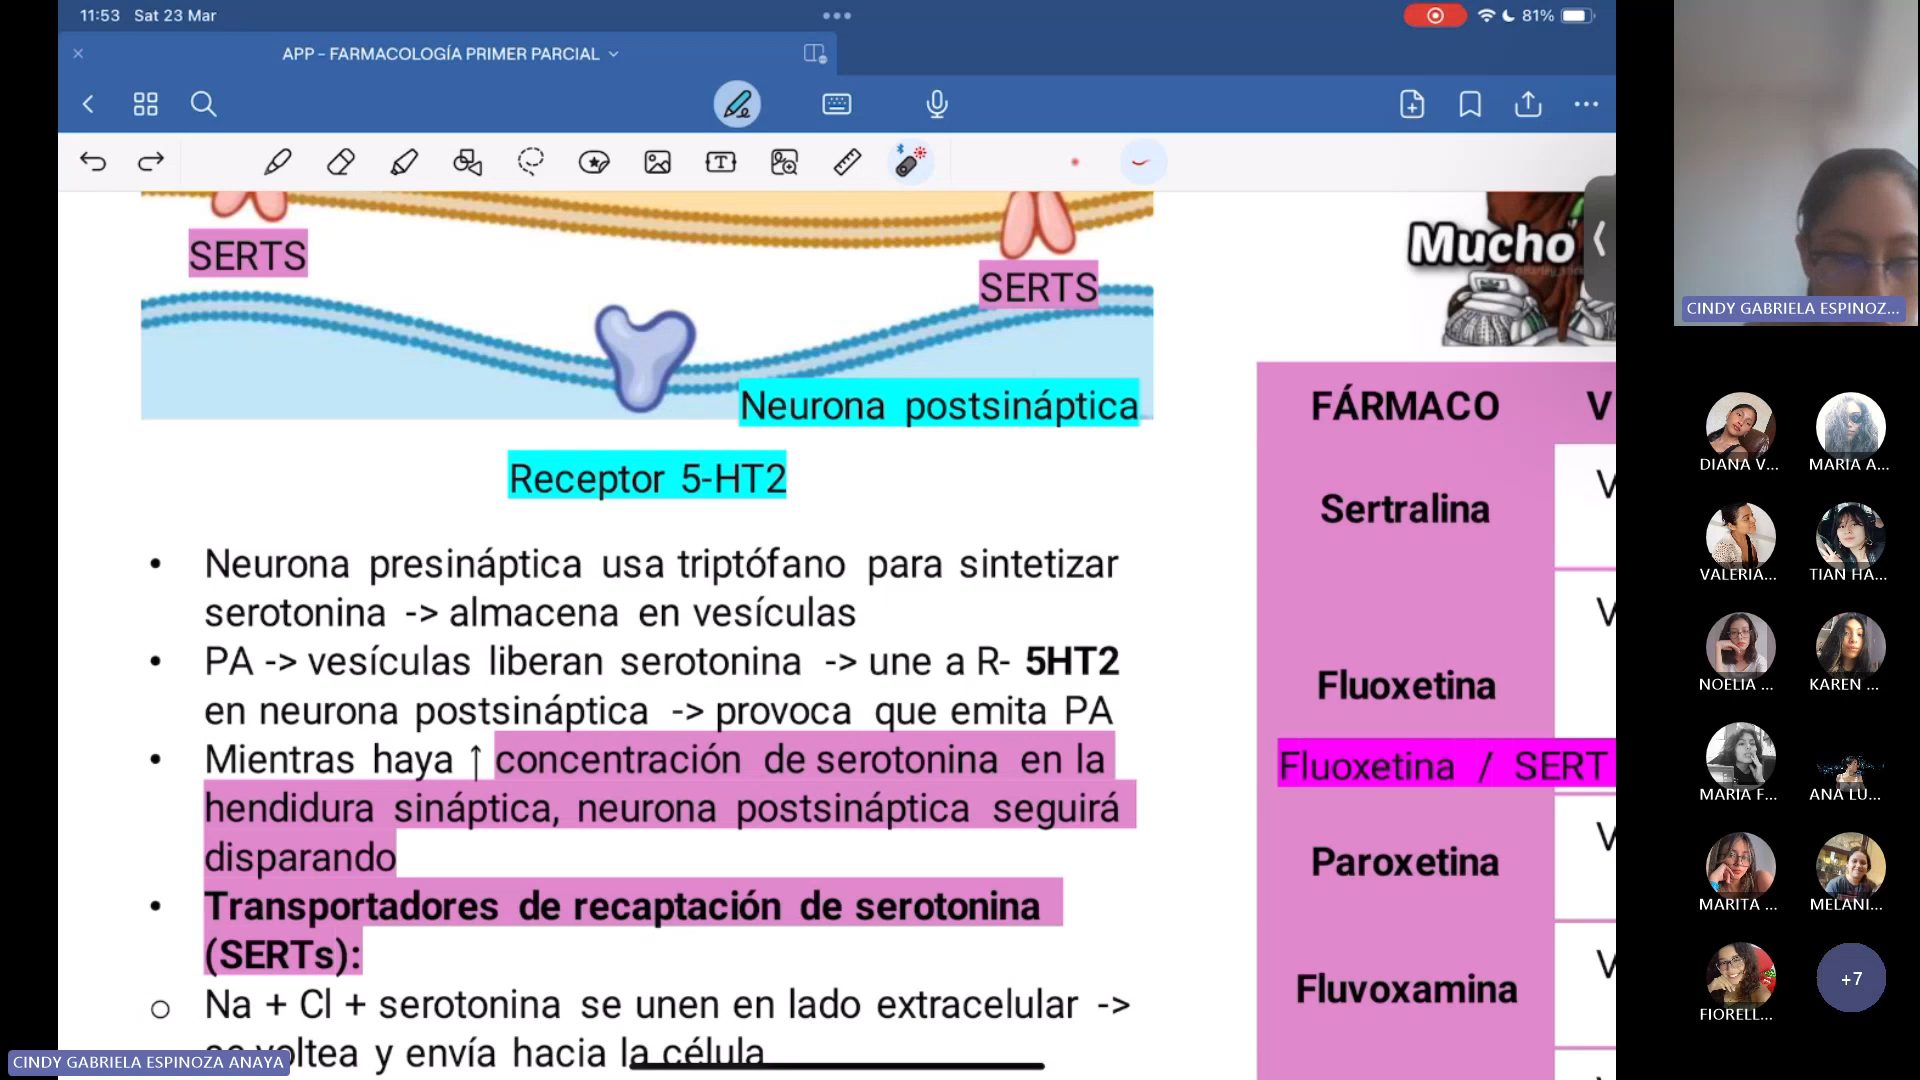 11:53 Sat 23 Mar
81%
APP - FARMACOLOGÍA PRIMER PARCIAL
SERTS
SERTS
Neurona postsináptica
Receptor 5-HT2
• Neurona presináptica usa triptófano para sintetizar
serotonina -> almacena en vesículas
• PA -> vesículas liberan serotonina -> une a R- 5HT2
en neurona postsináptica -> provoca que emita PA
• Mientras haya ↑ concentración de serotonina en la
hendidura sináptica, neurona postsináptica seguirá
disparando
• Transportadores de recaptación de serotonina
(SERTs):
○ Na + Cl + serotonina se unen en lado extracelular ->
voltea y envía hacia la célula
Mucho
FÁRMACO V
Sertralina
V
Fluoxetina
V
Fluoxetina / SERT
Paroxetina
V
Fluvoxamina
V
CINDY GABRIELA ESPINOZA ANAYA
CINDY GABRIELA ESPINOZ...
DIANA V... MARIA A...
VALERIA... TIAN HA...
NOELIA ... KAREN ...
MARIA F... ANA LU...
MARITA ... MELANI...
FIORELL... +7